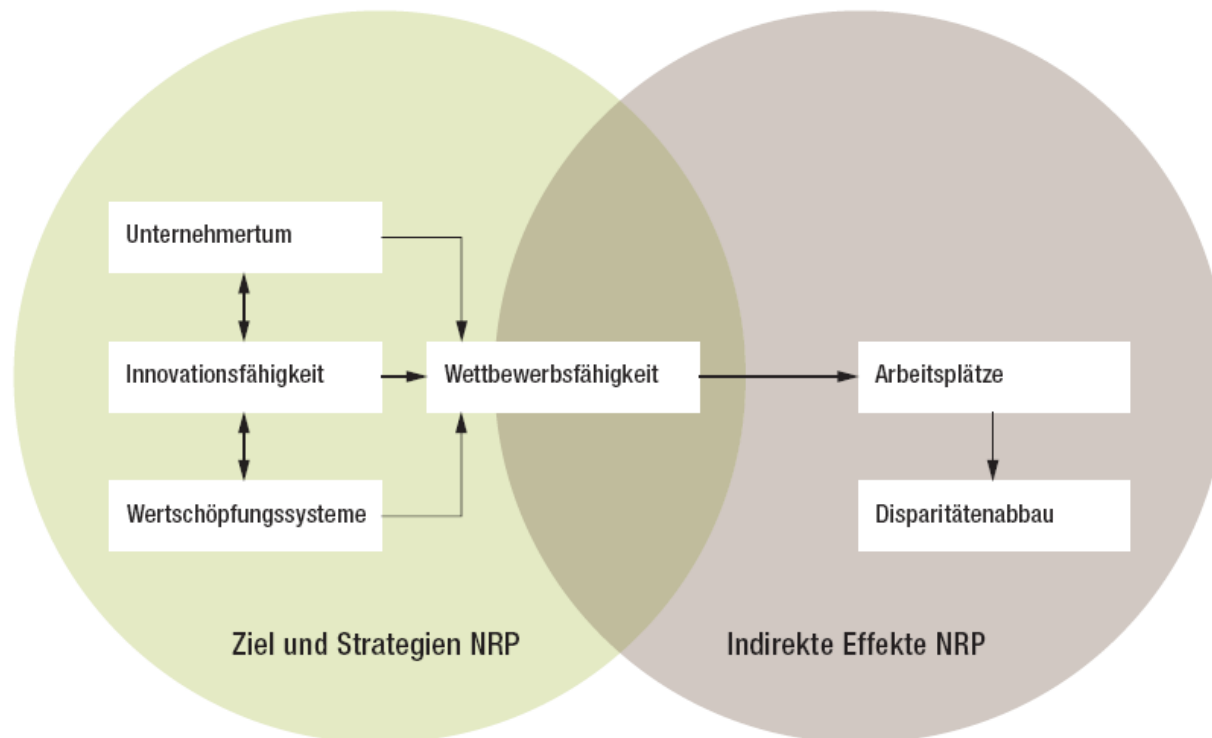 Unternehmertum
Innovationsfähigkeit
Wettbewerbsfähigkeit
Arbeitsplätze
Wertschöpfungssysteme
Disparitätenabbau
Ziel und Strategien NRP
Indirekte Effekte NRP